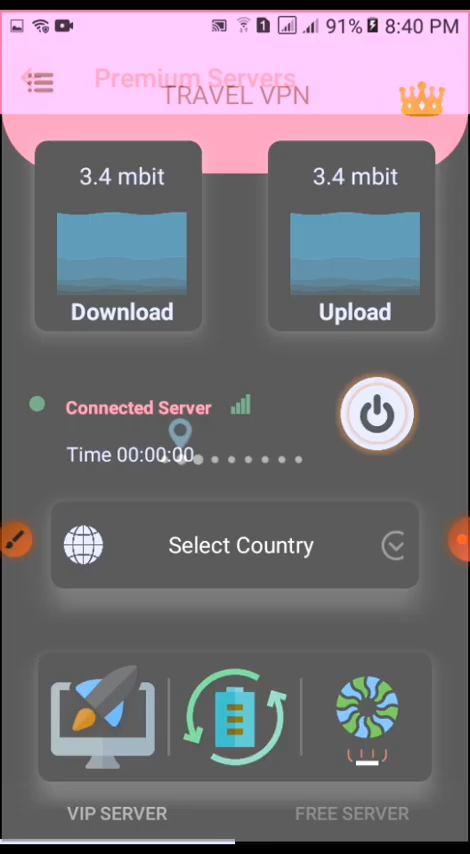 1 91% 8:40 PM
Premium Servers
TRAVEL VPN
3.4 mbit 3.4 mbit
Download Upload
Connected Server
Time 00:00:00
Select Country
VIP SERVER FREE SERVER